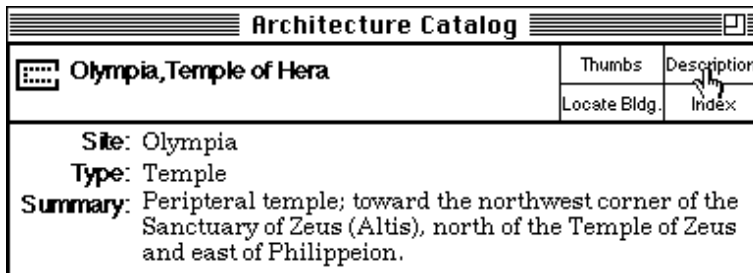 Architecture Catalog
Olympia,Temple of Hera
Thumbs
Description
Locate Bldg.
Index
Site: Olympia
Type: Temple
Summary: Peripteral temple; toward the northwest corner of the
Sanctuary of Zeus (Altis), north of the Temple of Zeus
and east of Philippeion.